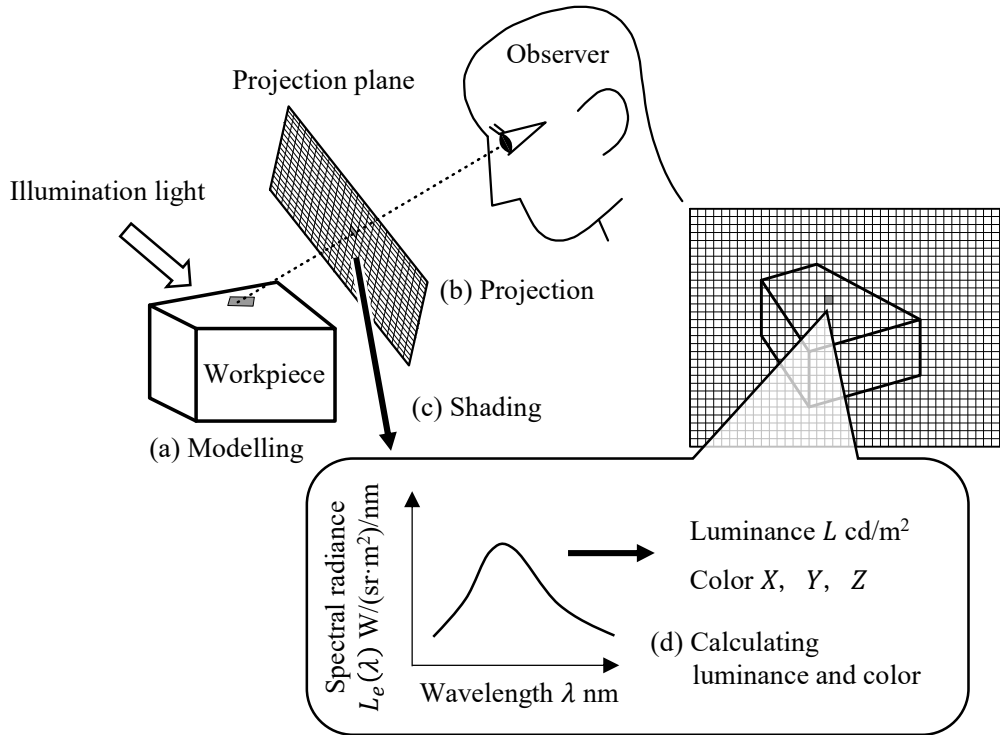 Observer
Projection plane
Illumination light
(b) Projection
Workpiece
(c) Shading
(a) Modelling
Spectral radiance
L_e(λ) W/(sr·m²)/nm
Wavelength λ nm
Luminance L cd/m²
Color X, Y, Z
(d) Calculating
luminance and color